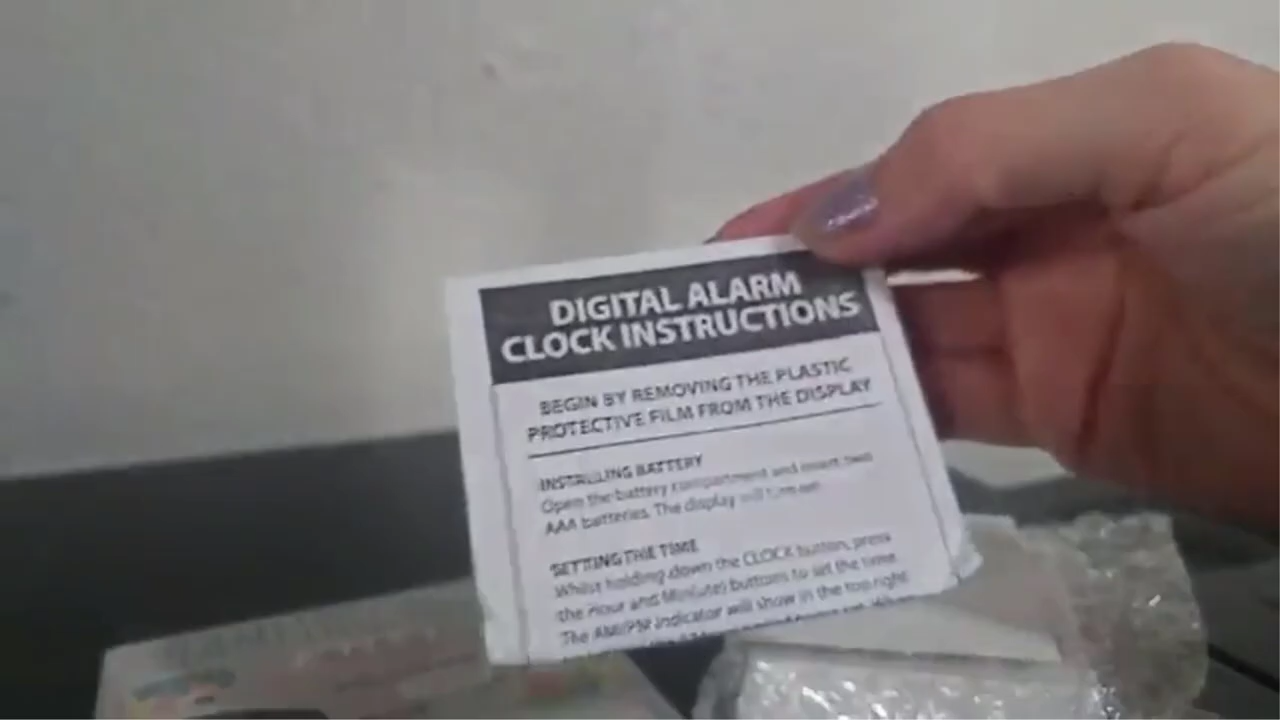 DIGITAL ALARM
CLOCK INSTRUCTIONS
BEGIN BY REMOVING THE PLASTIC
PROTECTIVE FILM FROM THE DISPLAY
INSTALLING BATTERY
Open the battery compartment and insert two
AAA batteries. The display will turn on
SETTING THE TIME
Whilst holding down the CLOCK button, press
the Hour and Min(ute) buttons to set the time.
The AM/PM indicator will show in the top right